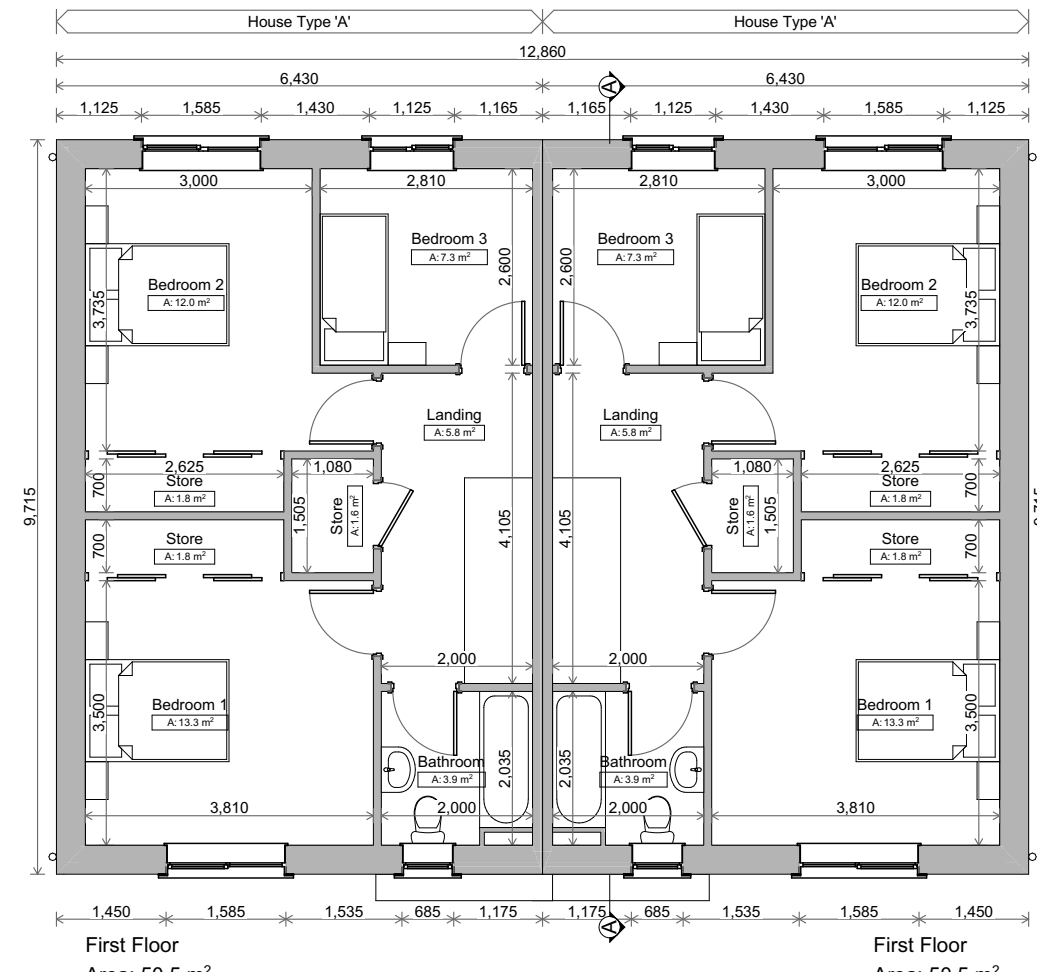 House Type 'A' House Type 'A'
12,860
6,430 6,430
1,125 1,585 1,430 1,125 1,165 1,165 1,125 1,430 1,585 1,125
A
3,000 2,810 2,810 3,000
Bedroom 3 Bedroom 3
A: 7.3 m² A: 7.3 m²
2,600 2,600
Bedroom 2 Bedroom 2
A: 12.0 m² A: 12.0 m²
3,735 3,735
Landing Landing
A: 5.8 m² A: 5.8 m²
2,625 1,080 1,080 2,625
Store Store
A: 1.8 m² A: 1.8 m²
700 700
1,505 Store A: 1.6 m² Store A: 1.6 m² 1,505
9,715
4,105 4,105
Store Store
A: 1.8 m² A: 1.8 m²
700 700
2,000 2,000
Bedroom 1 Bedroom 1
A: 13.3 m² A: 13.3 m²
3,500 3,500
Bathroom Bathroom
A: 3.9 m² A: 3.9 m²
2,035 2,035
3,810 2,000 2,000 3,810
1,450 1,585 1,535 685 1,175 1,175 685 1,535 1,585 1,450
A
First Floor First Floor
Area: 50.5 m² Area: 50.5 m²